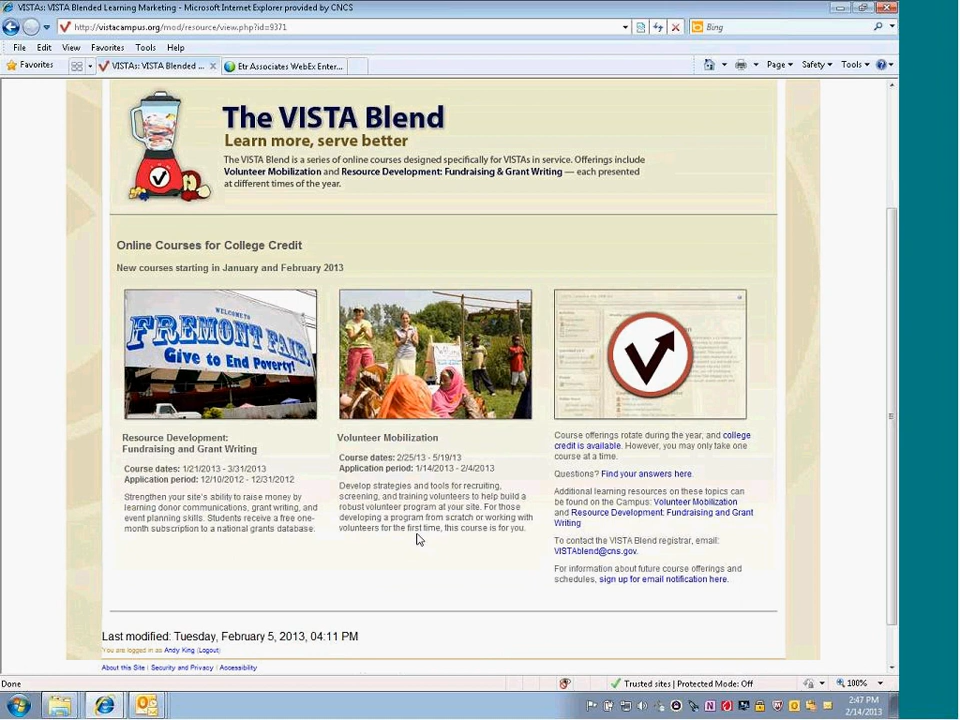 VISTAs: VISTA Blended Learning Marketing - Microsoft Internet Explorer provided by CNCS
http://vistacampus.org/mod/resource/view.php?id=9371
Bing
File Edit View Favorites Tools Help
Favorites
VISTAs: VISTA Blended ...
Etr Associates WebEx Enter...
Page
Safety
Tools
The VISTA Blend
Learn more, serve better
The VISTA Blend is a series of online courses designed specifically for VISTAs in service. Offerings include
Volunteer Mobilization and Resource Development: Fundraising & Grant Writing — each presented
at different times of the year.
Online Courses for College Credit
New courses starting in January and February 2013
WELCOME TO
FREMONT FAIR
Give to End Poverty!
Resource Development:
Fundraising and Grant Writing
Course dates: 1/21/2013 - 3/31/2013
Application period: 12/10/2012 - 12/31/2012
Strengthen your site's ability to raise money by
learning donor communications, grant writing, and
event planning skills. Students receive a free one-
month subscription to a national grants database.
Volunteer Mobilization
Course dates: 2/25/13 - 5/19/13
Application period: 1/14/2013 - 2/4/2013
Develop strategies and tools for recruiting,
screening, and training volunteers to help build a
robust volunteer program at your site. For those
developing a program from scratch or working with
volunteers for the first time, this course is for you.
Course offerings rotate during the year, and college
credit is available. However, you may only take one
course at a time.
Questions? Find your answers here.
Additional learning resources on these topics can
be found on the Campus: Volunteer Mobilization
and Resource Development: Fundraising and Grant
Writing
To contact the VISTA Blend registrar, email:
VISTAblend@cns.gov.
For information about future course offerings and
schedules, sign up for email notification here.
Last modified: Tuesday, February 5, 2013, 04:11 PM
You are logged in as Andy King (Logout)
About this Site | Security and Privacy | Accessibility
Done
Trusted sites | Protected Mode: Off
100%
2:47 PM
2/14/2013